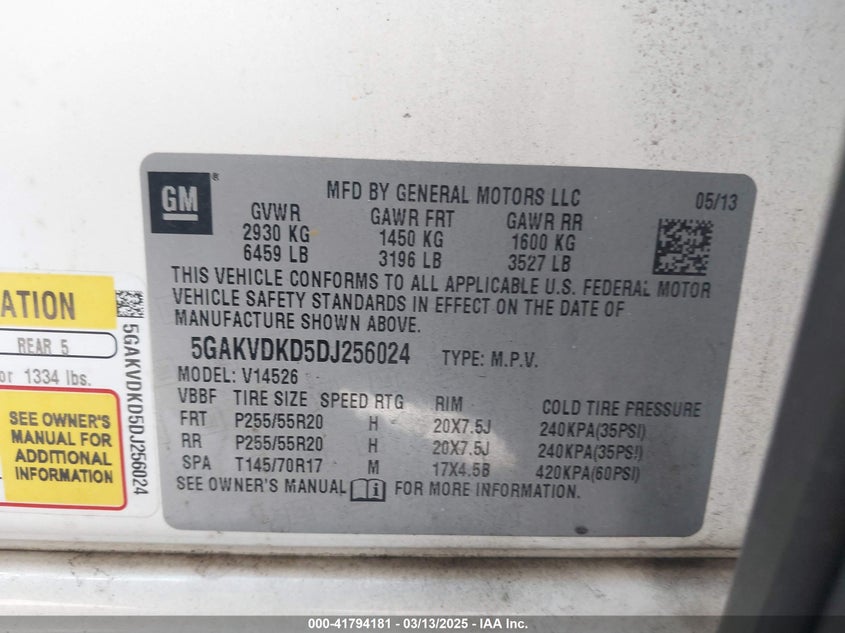 GM ®
MFD BY GENERAL MOTORS LLC 05/13
GVWR GAWR FRT GAWR RR
2930 KG 1450 KG 1600 KG
6459 LB 3196 LB 3527 LB
THIS VEHICLE CONFORMS TO ALL APPLICABLE U.S. FEDERAL MOTOR
VEHICLE SAFETY STANDARDS IN EFFECT ON THE DATE OF
MANUFACTURE SHOWN ABOVE.
5GAKVDKD5DJ256024 TYPE: M.P.V.
MODEL: V14526
VBBF TIRE SIZE SPEED RTG RIM COLD TIRE PRESSURE
FRT P255/55R20 H 20X7.5J 240KPA(35PSI)
RR P255/55R20 H 20X7.5J 240KPA(35PSI)
SPA T145/70R17 M 17X4.5B 420KPA(60PSI)
SEE OWNER'S MANUAL FOR MORE INFORMATION.
ATION
REAR 5
or 1334 lbs.
SEE OWNER'S
MANUAL FOR
ADDITIONAL
INFORMATION
5GAKVDKD5DJ256024
000-41794181 - 03/13/2025 - IAA Inc.